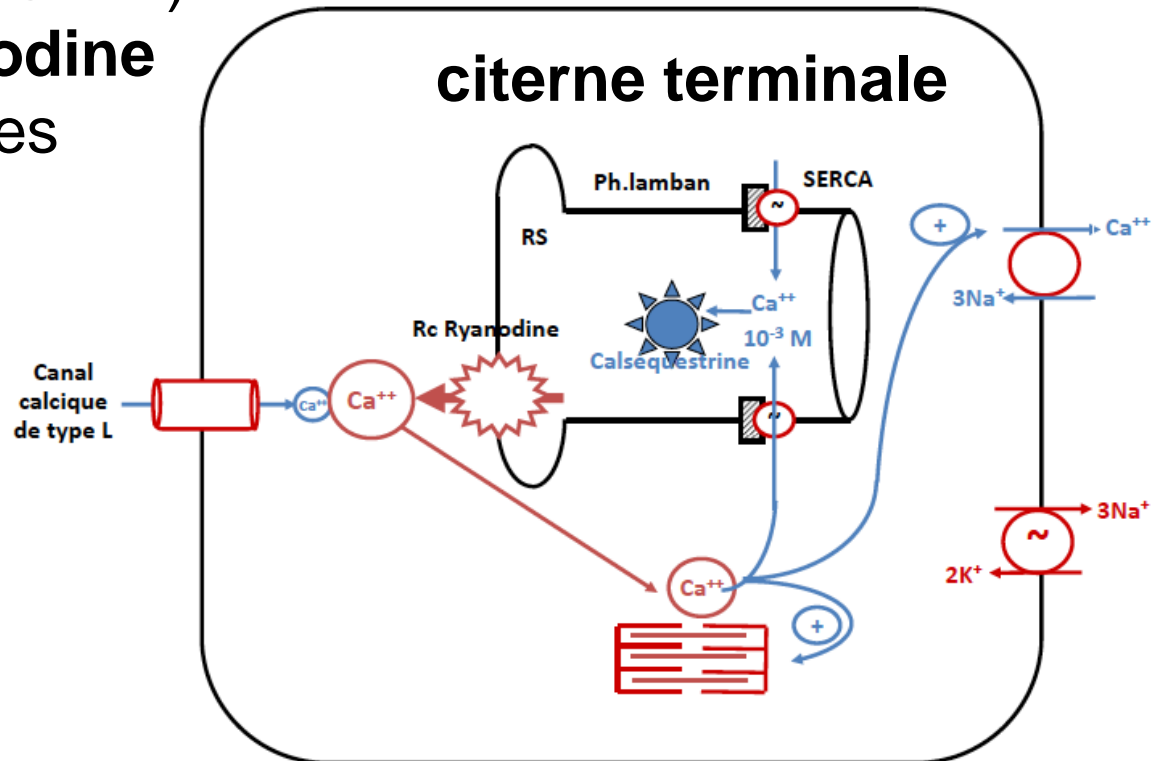 odine
es
citerne terminale
Ph.lamban
SERCA
RS
+
Ca⁺⁺
3Na⁺
~
Ca⁺⁺
10⁻³ M
Calséquestrine
Rc Ryanodine
Canal
calcique
de type L
Ca⁺⁺
Ca⁺⁺
~
3Na⁺
~
2K⁺
Ca⁺⁺
+